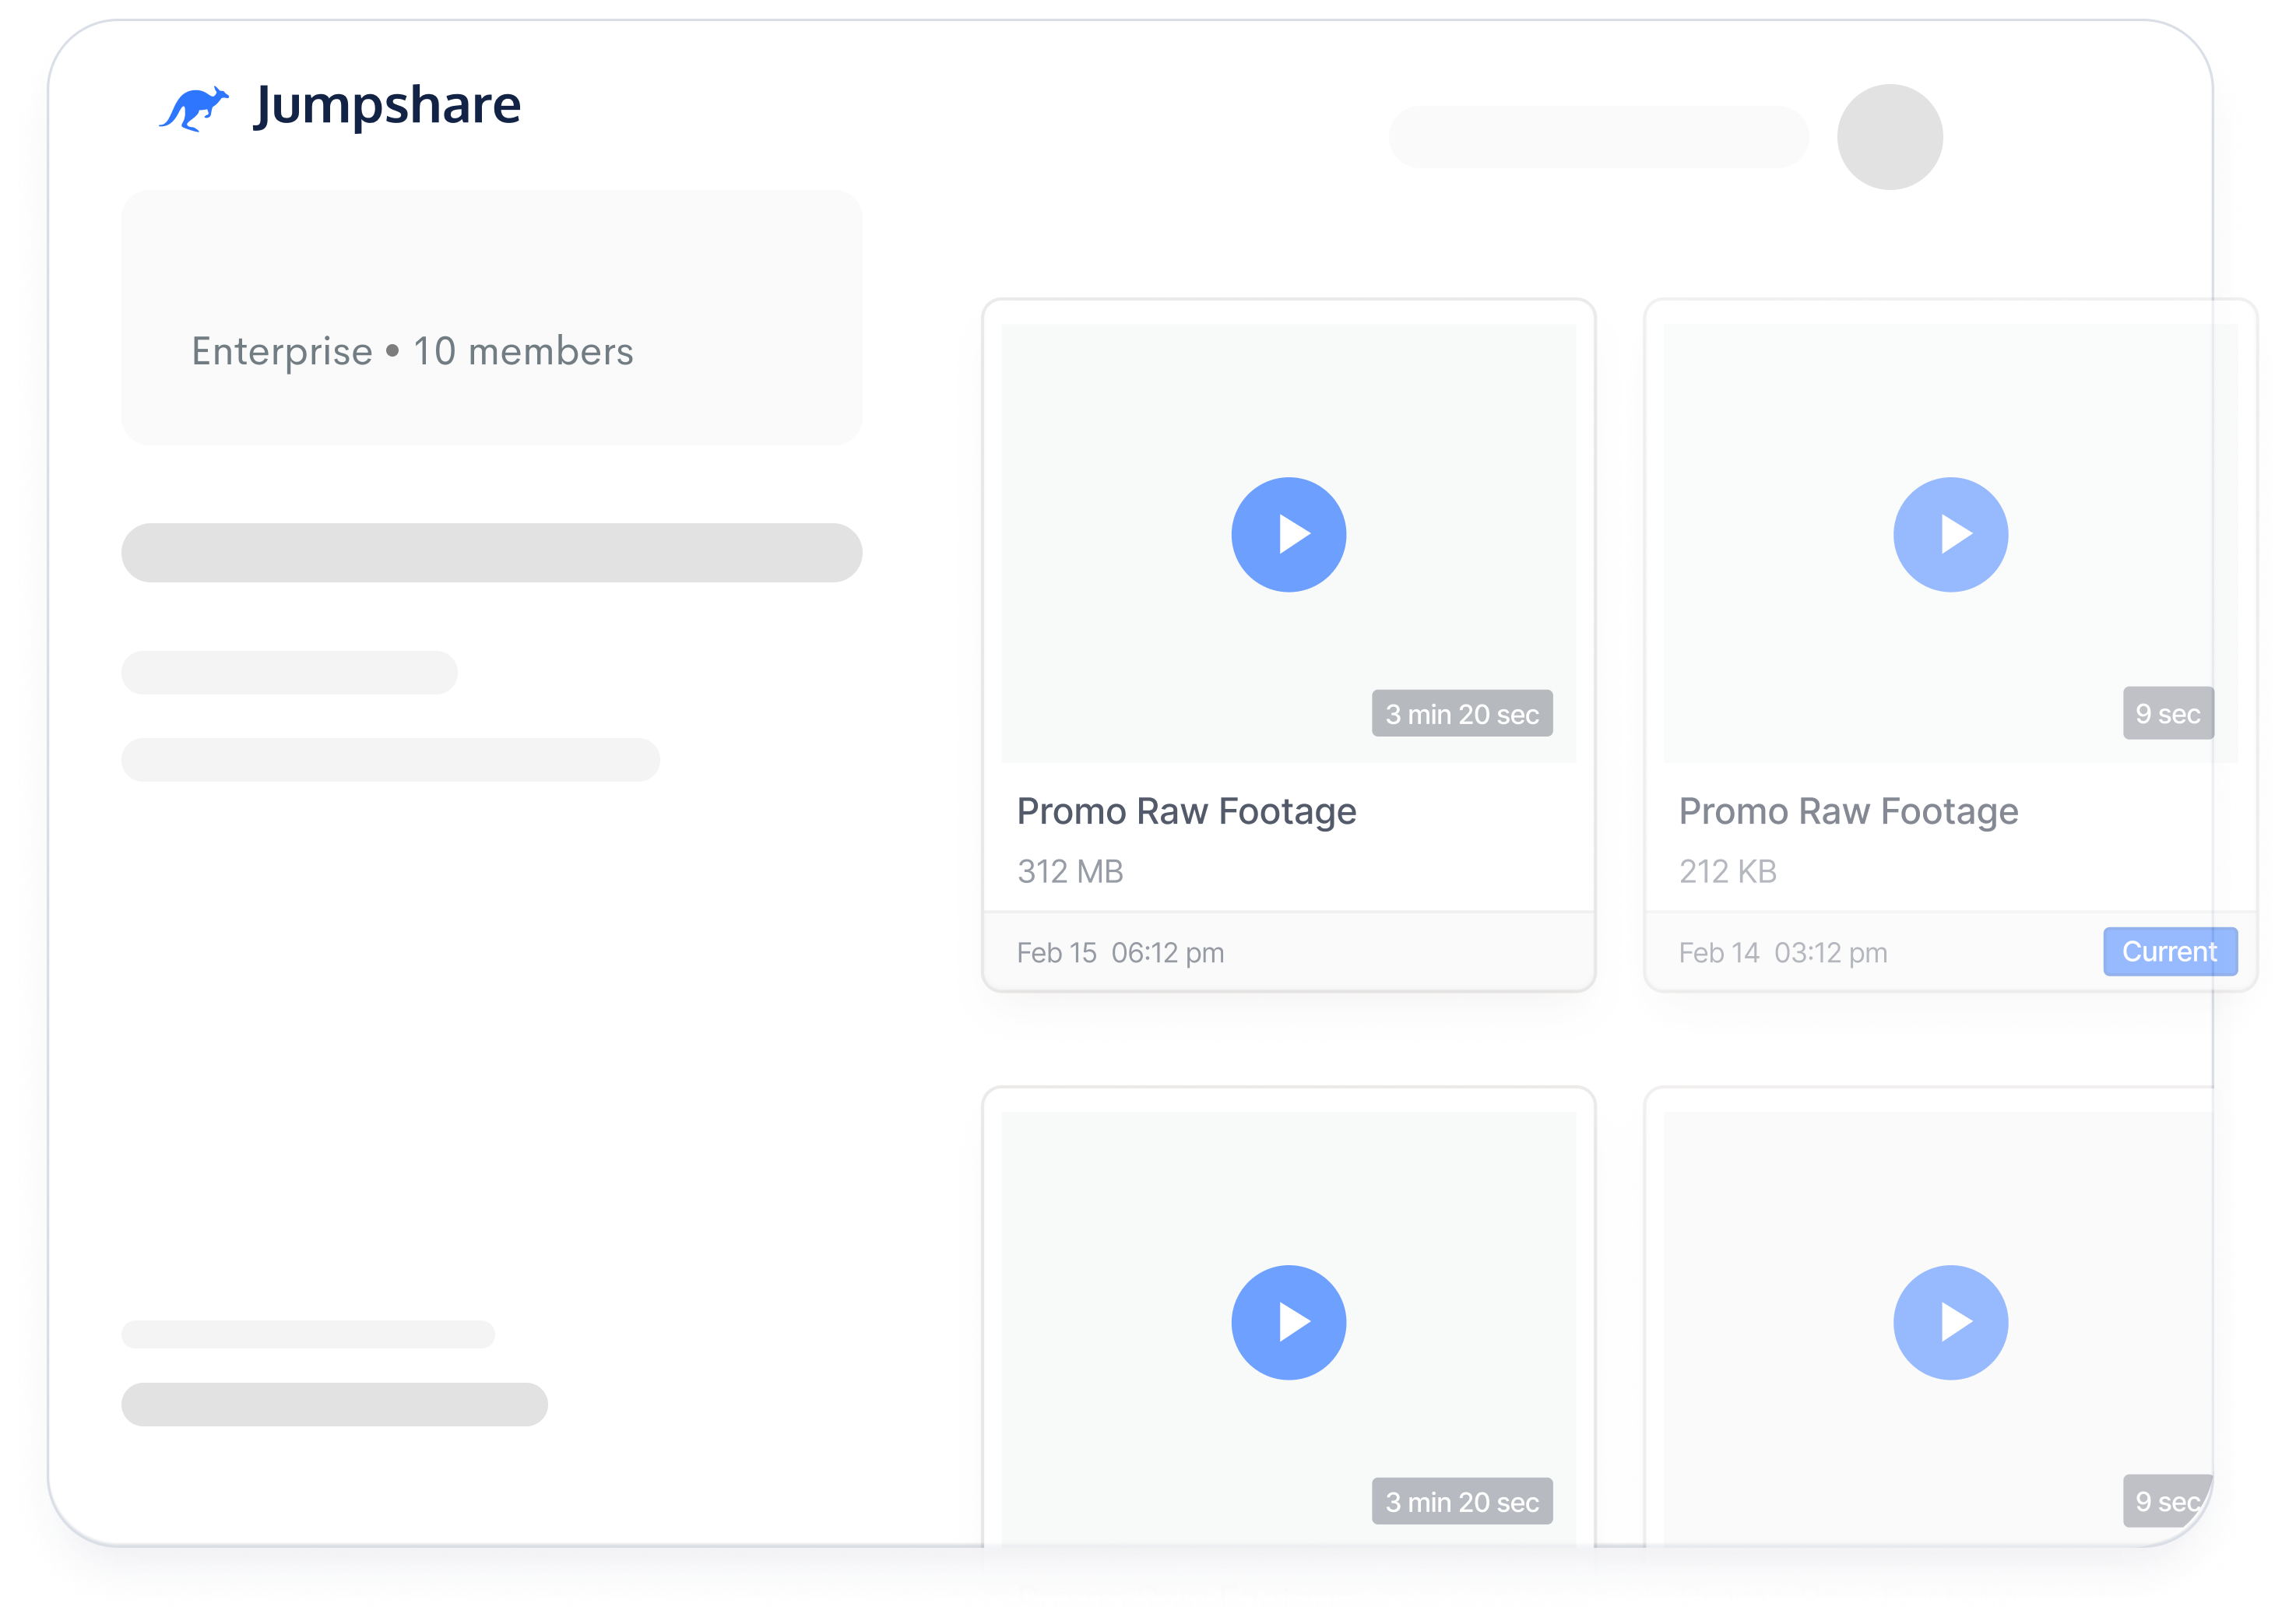 Jumpshare
Enterprise • 10 members
3 min 20 sec
Promo Raw Footage
312 MB
Feb 15 06:12 pm
9 sec
Promo Raw Footage
212 KB
Feb 14 03:12 pm
Current
3 min 20 sec
9 sec